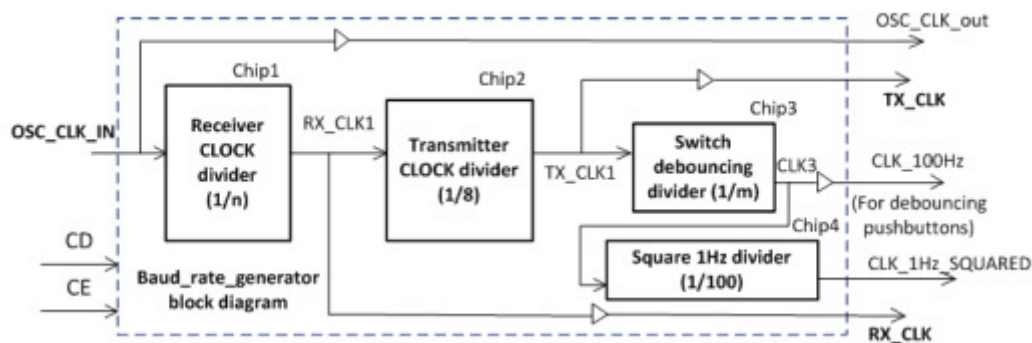 OSC_CLK_out
Chip1
Chip2
TX_CLK
Chip3
OSC_CLK_IN
Receiver
CLOCK
divider
(1/n)
RX_CLK1
Transmitter
CLOCK divider
(1/8)
TX_CLK1
Switch
debouncing
divider (1/m)
CLK3
CLK_100Hz
(For debouncing
pushbuttons)
Chip4
CD
CE
Baud_rate_generator
block diagram
Square 1Hz divider
(1/100)
CLK_1Hz_SQUARED
RX_CLK